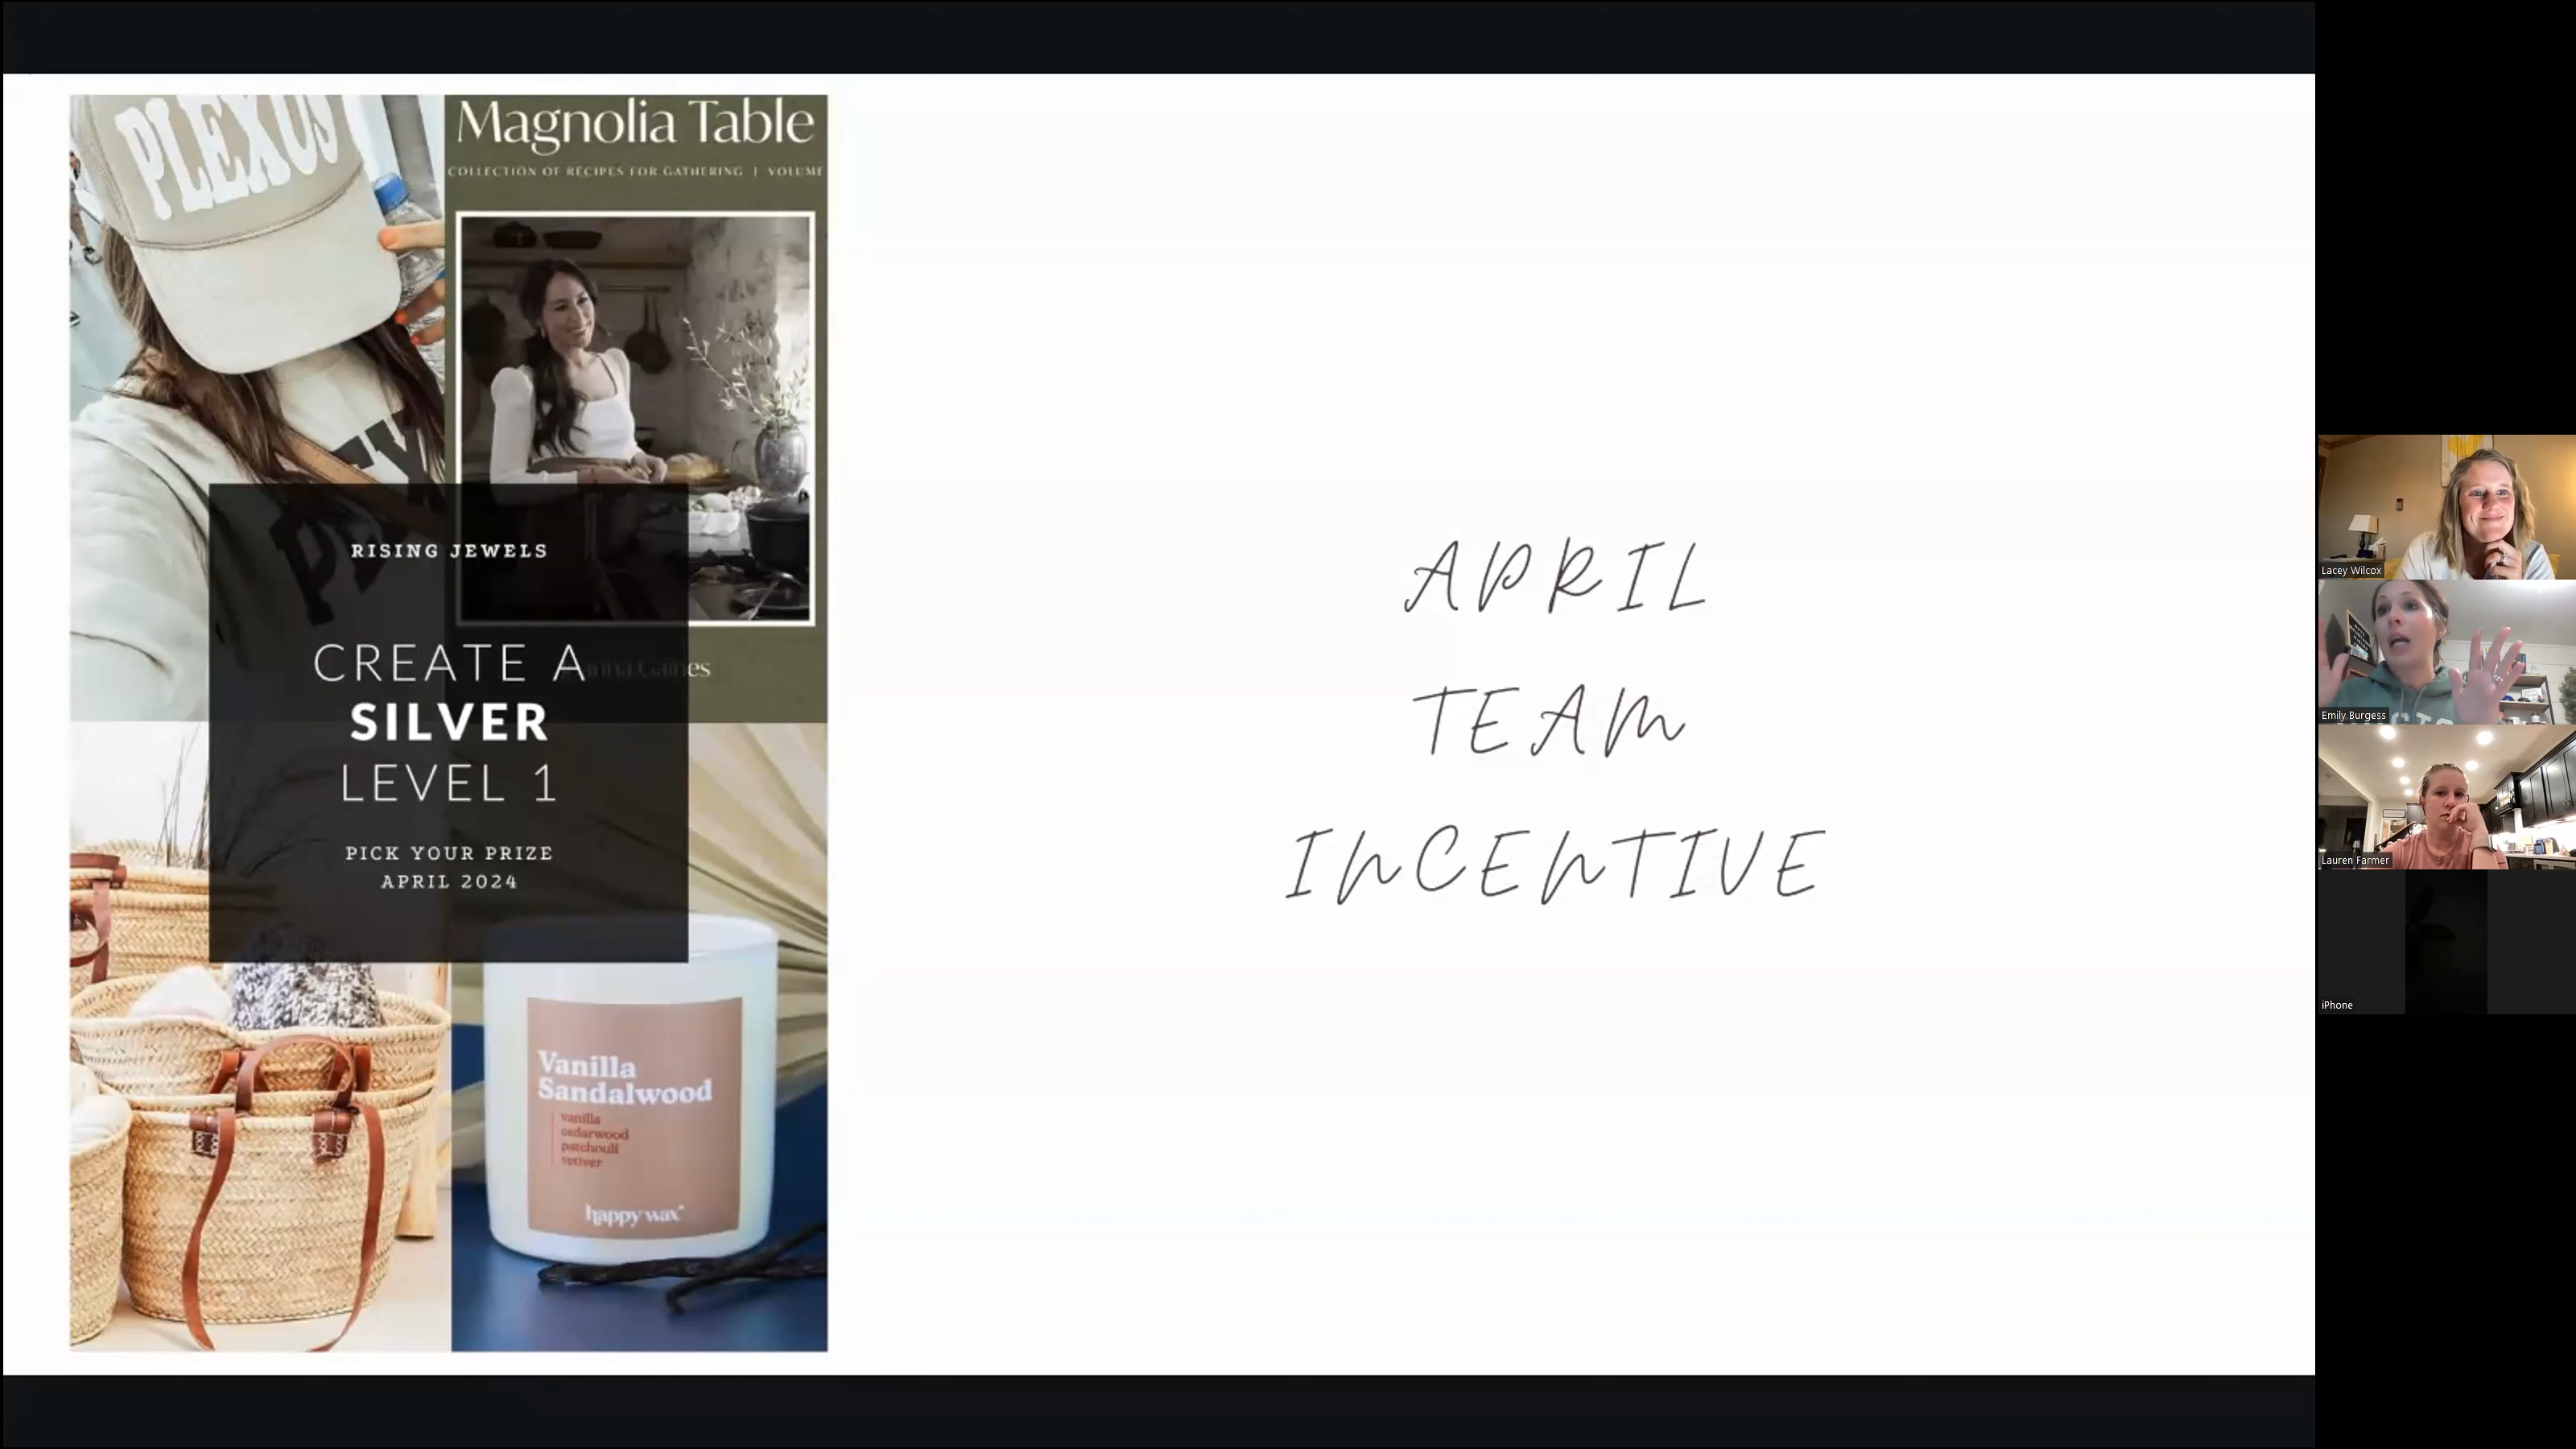 PLEXUS
Magnolia Table
COLLECTION OF RECIPES FOR GATHERING | VOLUME
RISING JEWELS
CREATE A
SILVER
LEVEL 1
PICK YOUR PRIZE
APRIL 2024
Vanilla
Sandalwood
vanilla
cedarwood
patchouli
vetiver
happy wax
APRIL
TEAM
INCENTIVE
Lacey Wilcox
Emily Burgess
Lauren Farmer
iPhone